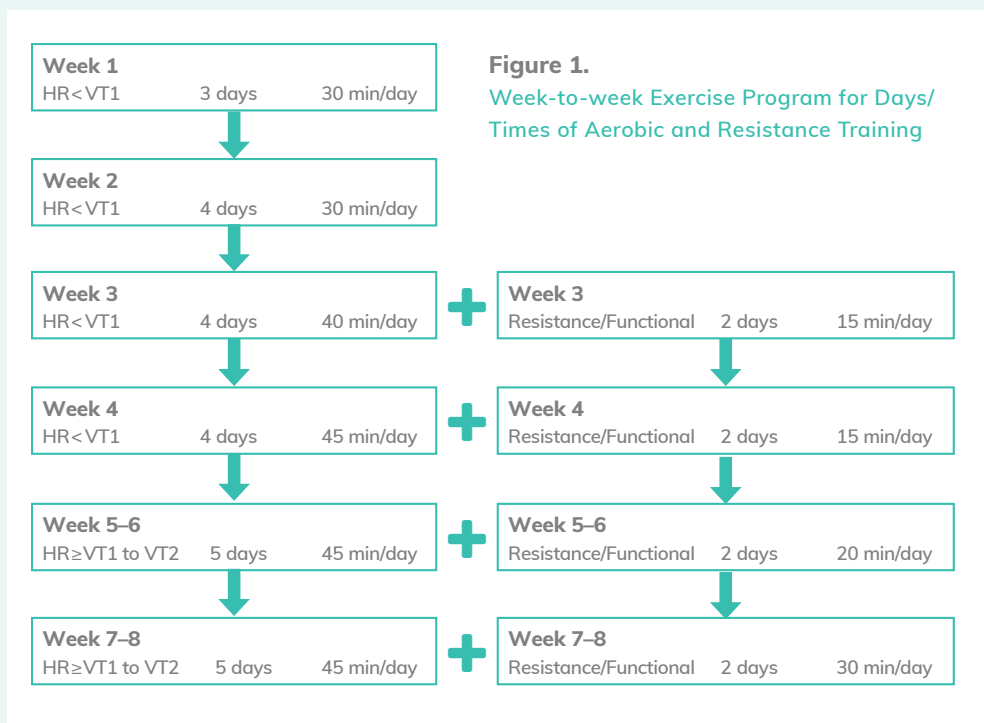 Figure 1.
Week-to-week Exercise Program for Days/
Times of Aerobic and Resistance Training
Week 1
HR<VT1 3 days 30 min/day
Week 2
HR<VT1 4 days 30 min/day
Week 3
HR<VT1 4 days 40 min/day
Week 3
Resistance/Functional 2 days 15 min/day
Week 4
HR<VT1 4 days 45 min/day
Week 4
Resistance/Functional 2 days 15 min/day
Week 5–6
HR≥VT1 to VT2 5 days 45 min/day
Week 5–6
Resistance/Functional 2 days 20 min/day
Week 7–8
HR≥VT1 to VT2 5 days 45 min/day
Week 7–8
Resistance/Functional 2 days 30 min/day